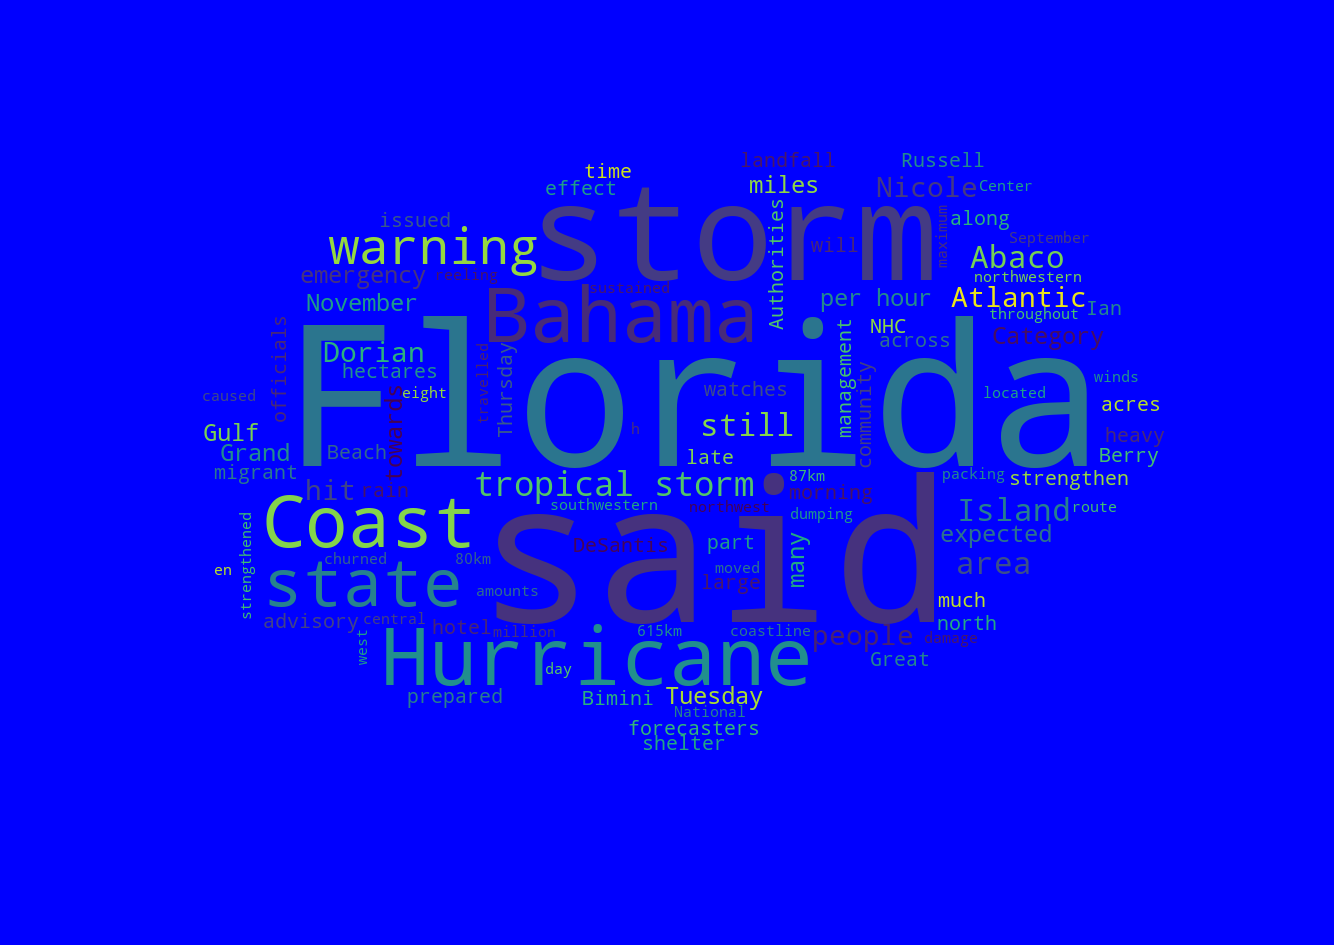 landfall
Russell
time
miles
Nicole
Center
effect
storm
Authorities
maximum
issued
along
warning
will
September
Abaco
emergency
reeling
northwestern
sustained
Bahama
November
per hour
Atlantic
throughout
Ian
officials
NHC
management
Category
Dorian
across
Thursday
travelled
hectares
Florida
community
winds
caused
towards
eight
watches
located
acres
Gulf
still
h
heavy
Grand
Beach
late
Berry
migrant
tropical storm
87km
packing
strengthen
hit
rain
morning
southwestern
northwest
dumping
route
Coast
said
Island
strengthened
DeSantis
part
many
expected
churned
80km
moved
area
en
state
large
amounts
much
advisory
central
hotel
million
615km
coastline
people
north
damage
west
Hurricane
day
Great
prepared
Bimini
Tuesday
National
forecasters
shelter